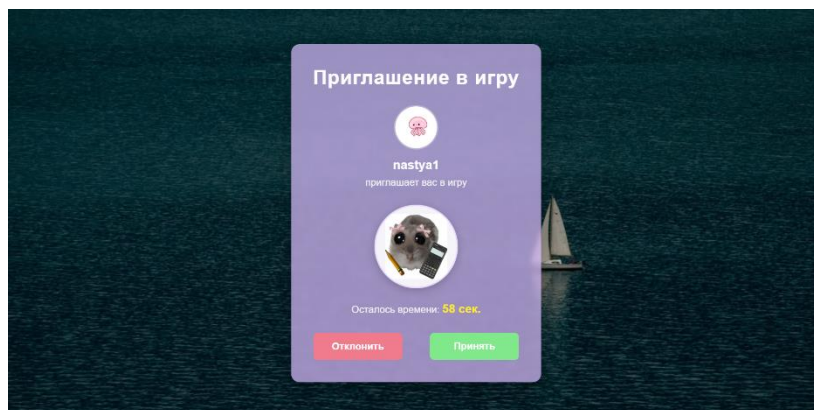 Приглашение в игру
nastya1
приглашает вас в игру
Осталось времени: 58 сек.
Отклонить
Принять